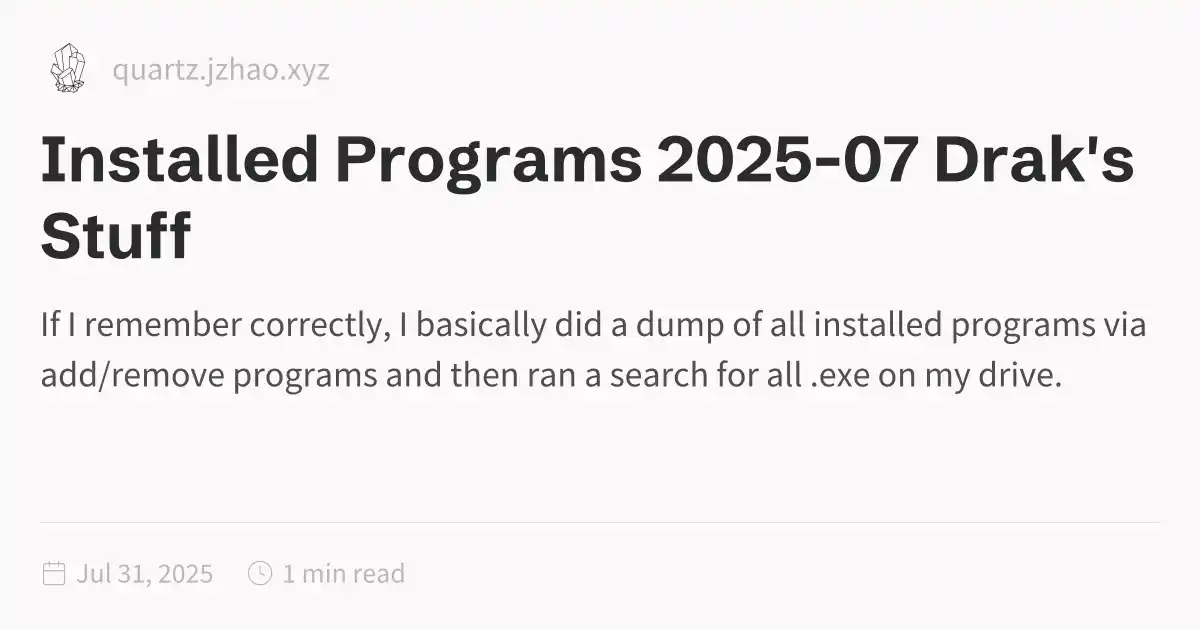 quartz.jzhao.xyz
Installed Programs 2025-07 Drak's
Stuff
If I remember correctly, I basically did a dump of all installed programs via
add/remove programs and then ran a search for all .exe on my drive.
Jul 31, 2025 1 min read